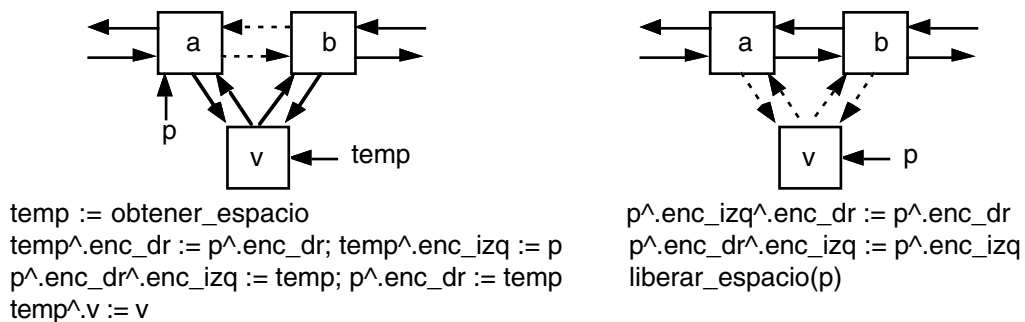 a b
p
v temp
temp := obtener_espacio
temp^.enc_dr := p^.enc_dr; temp^.enc_izq := p
p^.enc_dr^.enc_izq := temp; p^.enc_dr := temp
temp^.v := v
a b
v p
p^.enc_izq^.enc_dr := p^.enc_dr
p^.enc_dr^.enc_izq := p^.enc_izq
liberar_espacio(p)